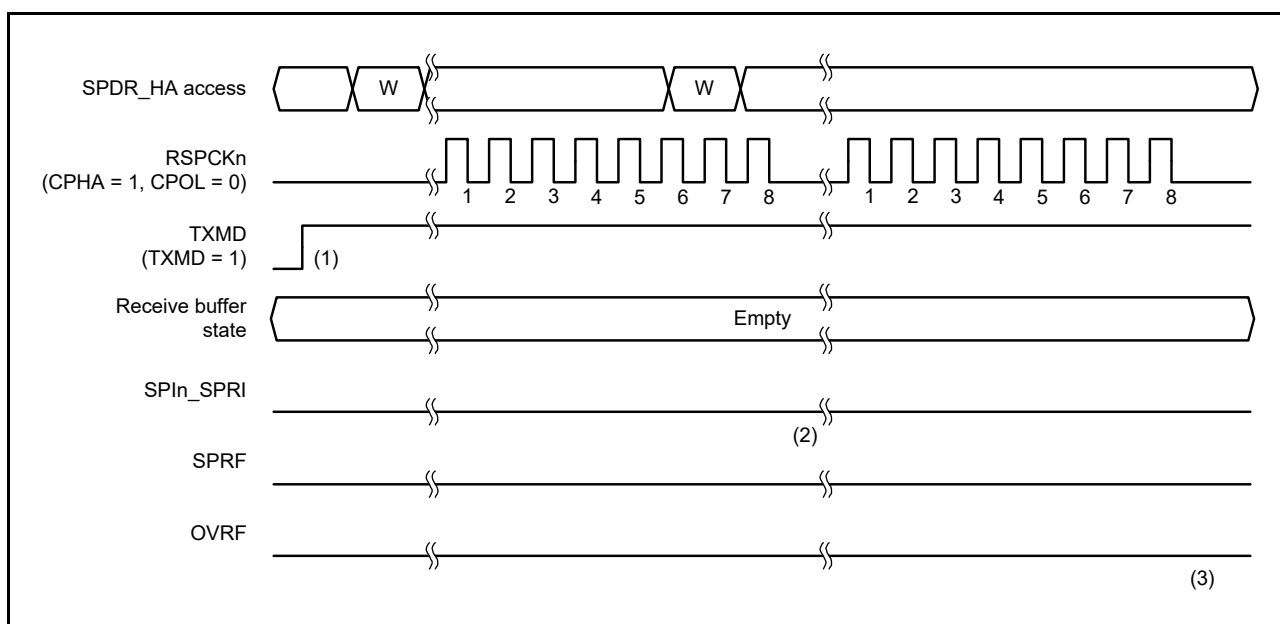 SPDR_HA access
W
W
RSPCKn
(CPHA = 1, CPOL = 0)
1 2 3 4 5 6 7 8
1 2 3 4 5 6 7 8
TXMD
(TXMD = 1)
(1)
Receive buffer
state
Empty
SPIn_SPRI
(2)
SPRF
OVRF
(3)